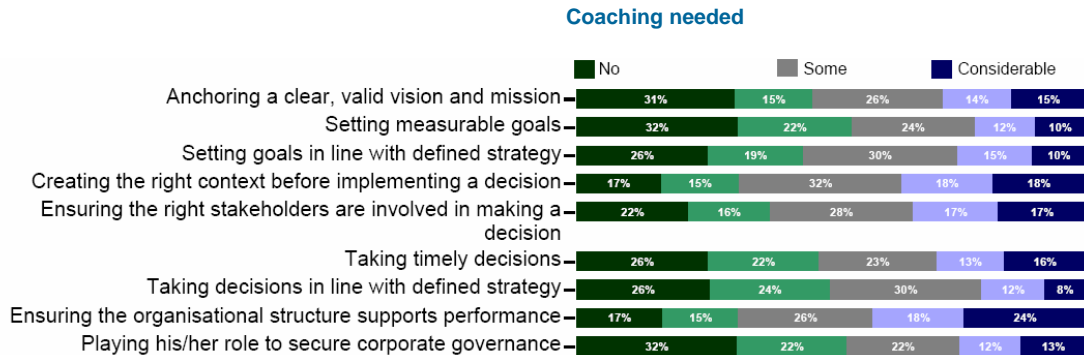 Coaching needed
No Some Considerable
Anchoring a clear, valid vision and mission 31% 15% 26% 14% 15%
Setting measurable goals 32% 22% 24% 12% 10%
Setting goals in line with defined strategy 26% 19% 30% 15% 10%
Creating the right context before implementing a decision 17% 15% 32% 18% 18%
Ensuring the right stakeholders are involved in making a 22% 16% 28% 17% 17%
decision
Taking timely decisions 26% 22% 23% 13% 16%
Taking decisions in line with defined strategy 26% 24% 30% 12% 8%
Ensuring the organisational structure supports performance 17% 15% 26% 18% 24%
Playing his/her role to secure corporate governance 32% 22% 22% 12% 13%